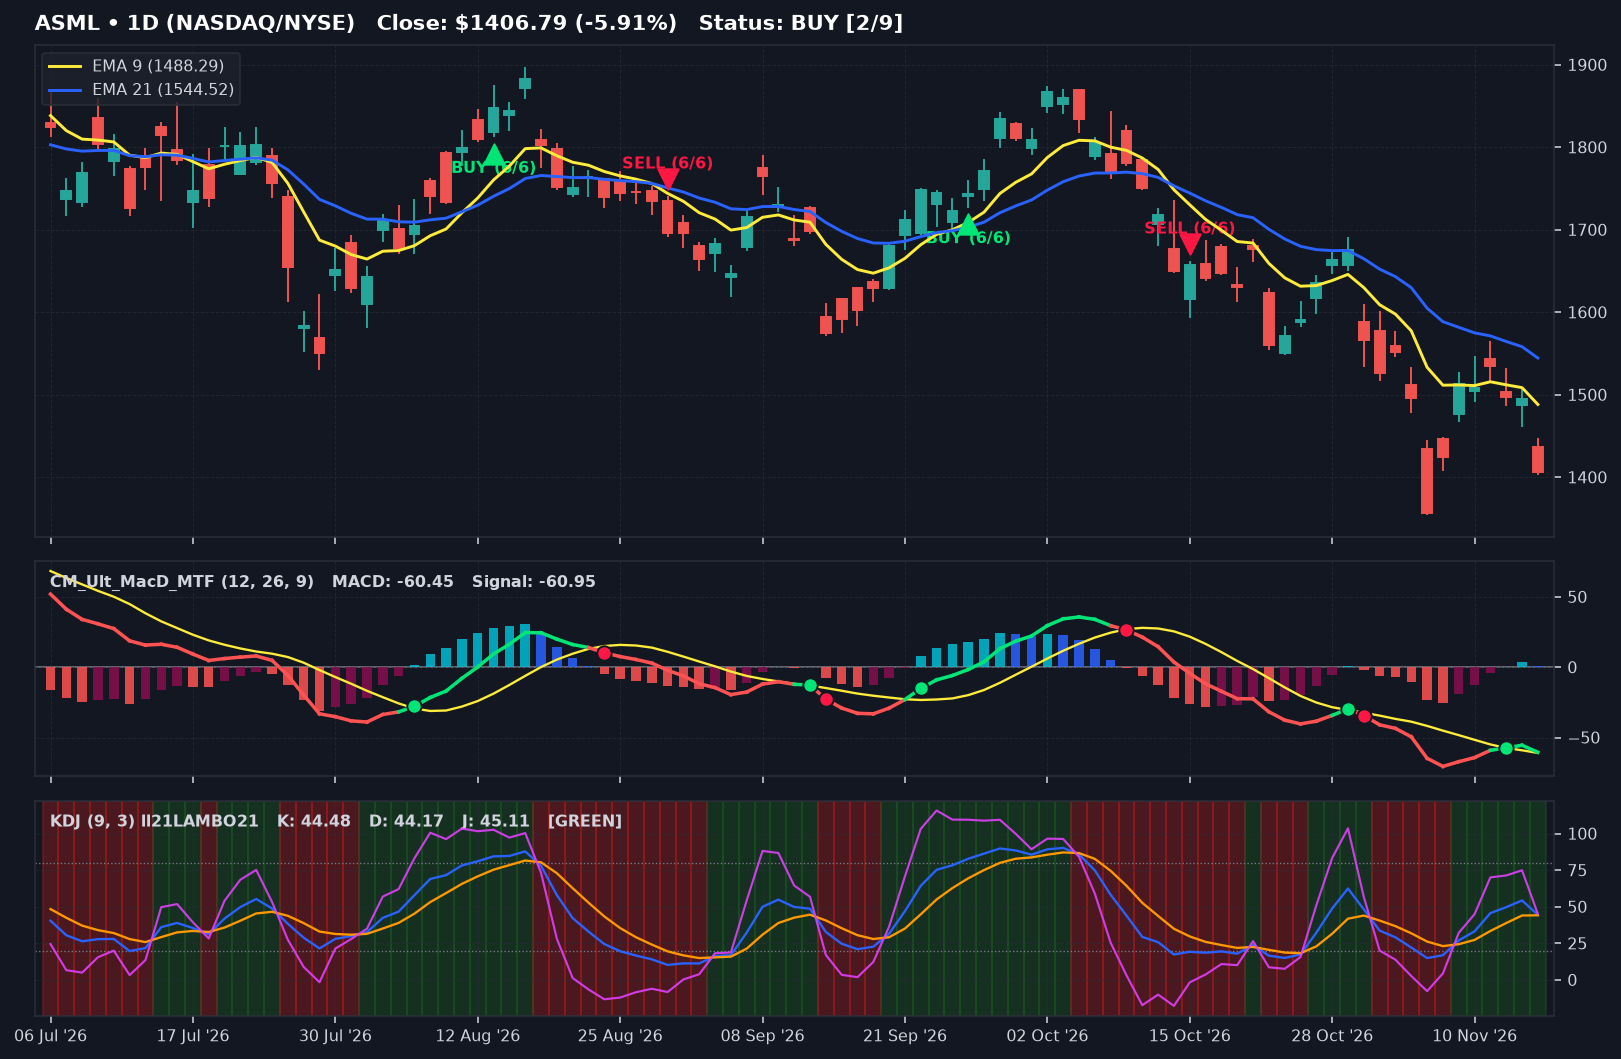 ASML • 1D (NASDAQ/NYSE)   Close: $1406.79 (-5.91%)   Status: BUY [2/9]
EMA 9 (1488.29)
EMA 21 (1544.52)
BUY (6/6)
SELL (6/6)
BUY (6/6)
SELL (6/6)
1900
1800
1700
1600
1500
1400
CM_Ult_MacD_MTF (12, 26, 9)   MACD: -60.45   Signal: -60.95
50
0
−50
KDJ (9, 3) II21LAMBO21   K: 44.48   D: 44.17   J: 45.11   [GREEN]
100
75
50
25
0
06 Jul '26
17 Jul '26
30 Jul '26
12 Aug '26
25 Aug '26
08 Sep '26
21 Sep '26
02 Oct '26
15 Oct '26
28 Oct '26
10 Nov '26